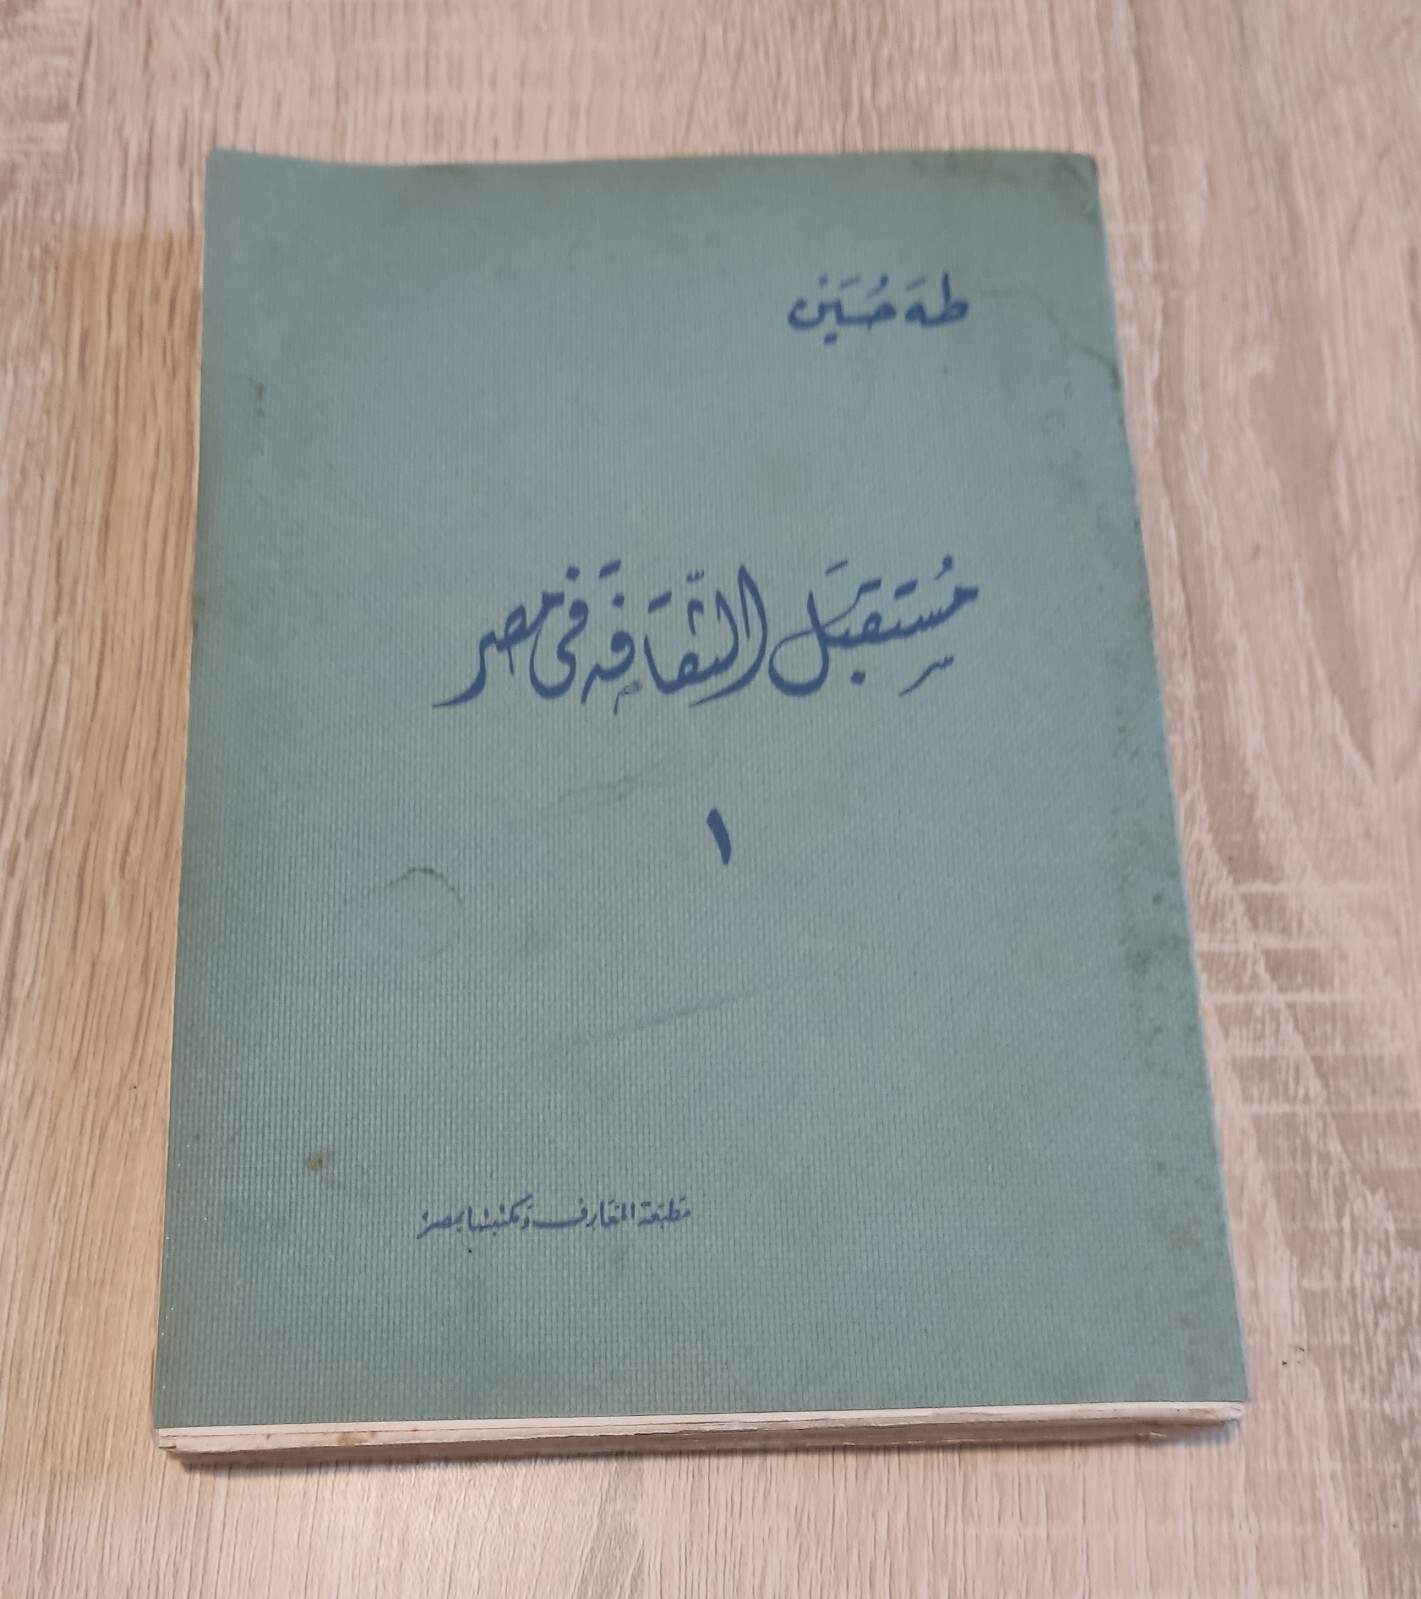 طه حسين
مستقبل الثقافة في مصر
١
مطبعة المعارف ومكتبتها بمصر